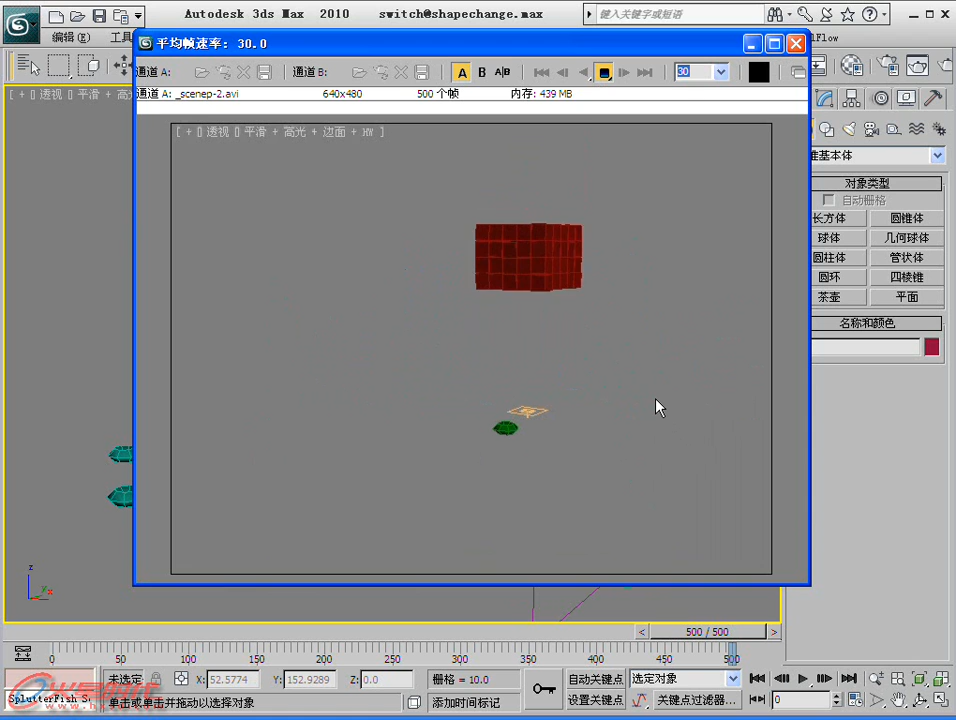 Autodesk 3ds Max 2010 switch@shapechange.max
键入关键字或短语
编辑(E) 工具
平均帧速率: 30.0
通道 A: 通道 B: A B A|B 30
通道 A: _scenep-2.avi 640x480 500 个帧 内存: 439 MB
[ + [] 透视 [] 平滑 + 高光 + 边面 + HW ]
[ + [] 透视 [] 平滑 + 高
对象类型
自动栅格
长方体 圆锥体
球体 几何球体
圆柱体 管状体
圆环 四棱锥
茶壶 平面
名称和颜色
z
x
y
< 500 / 500 >
0 50 100 150 200 250 300 350 400 450 500
未选定 X: 52.5774 Y: 152.9289 Z: 0.0 栅格 = 10.0 自动关键点 选定对象
单击或单击并拖动以选择对象 添加时间标记 设置关键点 关键点过滤器... 0